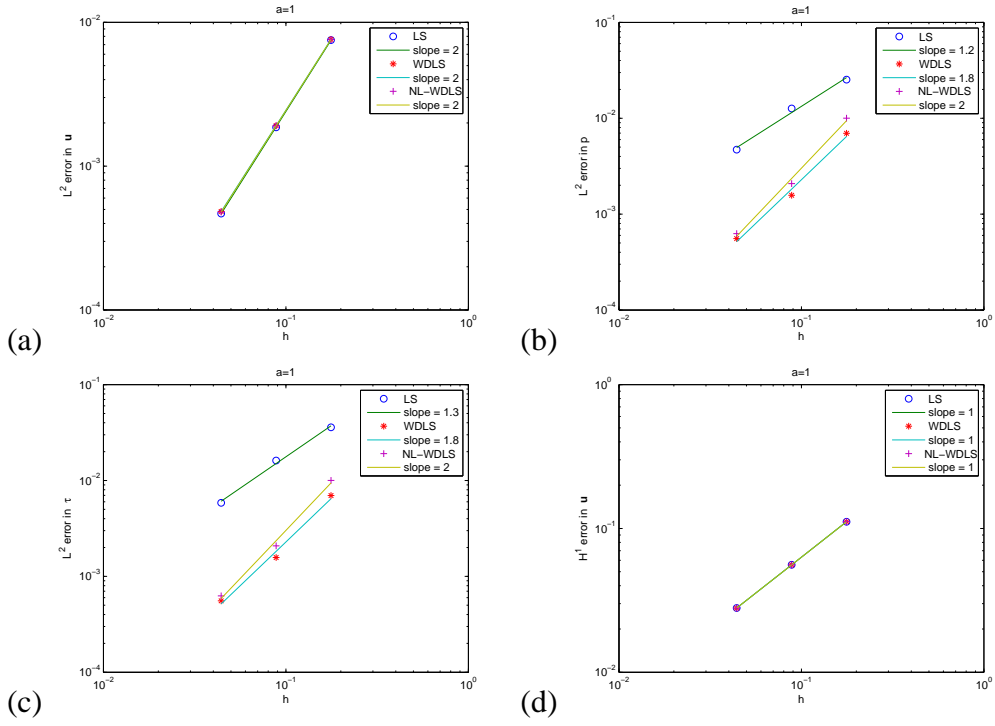 a=1
10^-2
10^-3
10^-4
L^2 error in u
10^-2
10^-1
10^0
h
LS
slope = 2
WDLS
slope = 2
NL-WDLS
slope = 2
(a)
a=1
10^-1
10^-2
10^-3
10^-4
L^2 error in p
10^-2
10^-1
10^0
h
LS
slope = 1.2
WDLS
slope = 1.8
NL-WDLS
slope = 2
(b)
a=1
10^-1
10^-2
10^-3
10^-4
L^2 error in τ
10^-2
10^-1
10^0
h
LS
slope = 1.3
WDLS
slope = 1.8
NL-WDLS
slope = 2
(c)
a=1
10^0
10^-1
10^-2
H^1 error in u
10^-2
10^-1
10^0
h
LS
slope = 1
WDLS
slope = 1
NL-WDLS
slope = 1
(d)